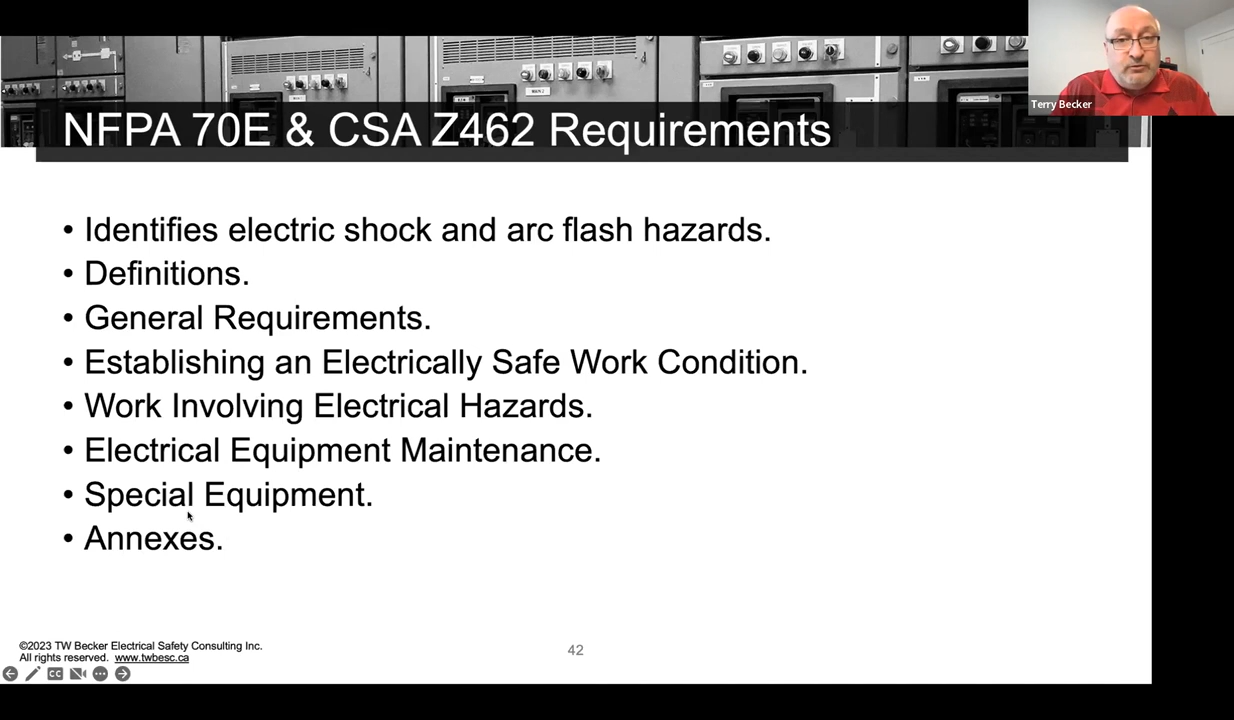 Terry Becker
NFPA 70E & CSA Z462 Requirements
• Identifies electric shock and arc flash hazards.
• Definitions.
• General Requirements.
• Establishing an Electrically Safe Work Condition.
• Work Involving Electrical Hazards.
• Electrical Equipment Maintenance.
• Special Equipment.
• Annexes.
©2023 TW Becker Electrical Safety Consulting Inc.
All rights reserved. www.twbesc.ca
42
CC